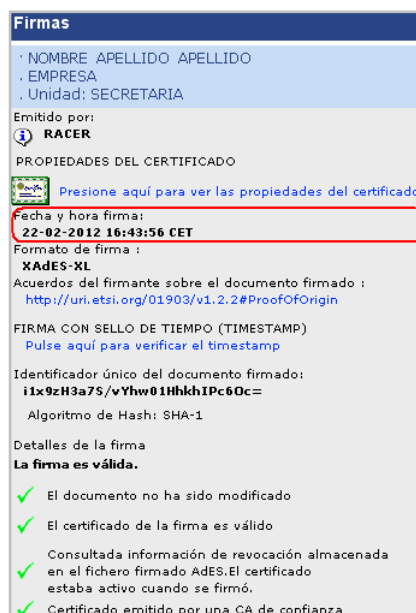 Firmas
· NOMBRE APELLIDO APELLIDO
. EMPRESA
. Unidad: SECRETARIA
Emitido por:
RACER
PROPIEDADES DEL CERTIFICADO
Presione aquí para ver las propiedades del certificado
Fecha y hora firma:
22-02-2012 16:43:56 CET
Formato de firma :
XAdES-XL
Acuerdos del firmante sobre el documento firmado :
http://uri.etsi.org/01903/v1.2.2#ProofOfOrigin
FIRMA CON SELLO DE TIEMPO (TIMESTAMP)
Pulse aquí para verificar el timestamp
Identificador único del documento firmado:
i1x9zH3a7S/vYhw01HhkhIPc6Oc=
Algoritmo de Hash: SHA-1
Detalles de la firma
La firma es válida.
El documento no ha sido modificado
El certificado de la firma es válido
Consultada información de revocación almacenada
en el fichero firmado AdES.El certificado
estaba activo cuando se firmó.
Certificado emitido por una CA de confianza